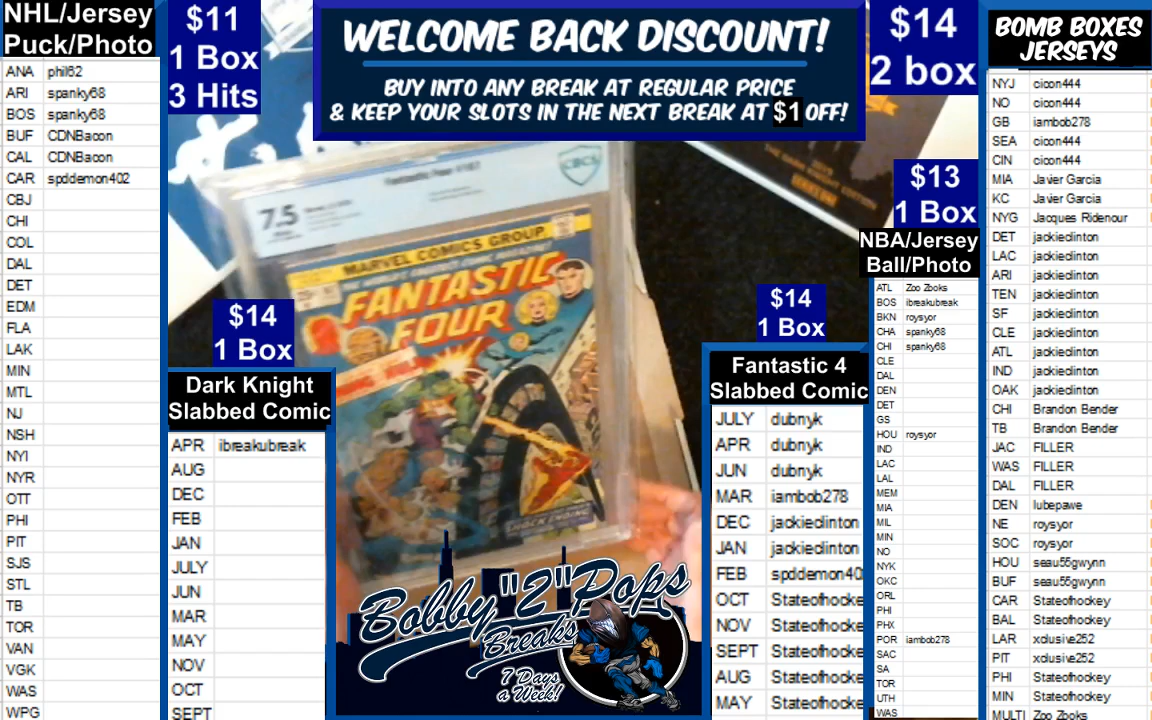 NHL/Jersey
Puck/Photo
ANA phil62
ARI spanky68
BOS spanky68
BUF CDNBacon
CAL CDNBacon
CAR spddemon402
CBJ
CHI
COL
DAL
DET
EDM
FLA
LAK
MIN
MTL
NJ
NSH
NYI
NYR
OTT
PHI
PIT
SJS
STL
TB
TOR
VAN
VGK
WAS
WPG
$11
1 Box
3 Hits
WELCOME BACK DISCOUNT!
BUY INTO ANY BREAK AT REGULAR PRICE
& KEEP YOUR SLOTS IN THE NEXT BREAK AT $1 OFF!
$14
2 box
CBCS
7.5
MARVEL COMICS GROUP
FANTASTIC
FOUR
SHOCK ENDING
$14
1 Box
Dark Knight
Slabbed Comic
APR ibreakubreak
AUG
DEC
FEB
JAN
JULY
JUN
MAR
MAY
NOV
OCT
SEPT
Bobby "2" Pops
Breaks
7 Days
a Week!
$14
1 Box
Fantastic 4
Slabbed Comic
JULY dubnyk
APR dubnyk
JUN dubnyk
MAR iambob278
DEC jackieclinton
JAN jackieclinton
FEB spddemon40
OCT Stateofhocke
NOV Stateofhocke
SEPT Stateofhocke
AUG Stateofhocke
MAY Stateofhocke
$13
1 Box
NBA/Jersey
Ball/Photo
ATL Zoo Zboks
BOS ibreakubreak
BKN roysyor
CHA spanky68
CHI spanky68
CLE
DAL
DEN
DET
GS
HOU roysyor
IND
LAC
LAL
MEM
MIA
MIL
MIN
NO
NYK
OKC
ORL
PHI
PHX
POR iambob278
SAC
SA
TOR
UTH
WAS
BOMB BOXES
JERSEYS
NYJ cicon444
NO cicon444
GB iambob278
SEA cicon444
CIN cicon444
MIA Javier Garcia
KC Javier Garcia
NYG Jacques Ridenour
DET jackieclinton
LAC jackieclinton
ARI jackieclinton
TEN jackieclinton
SF jackieclinton
CLE jackieclinton
ATL jackieclinton
IND jackieclinton
OAK jackieclinton
CHI Brandon Bender
TB Brandon Bender
JAC FILLER
WAS FILLER
DAL FILLER
DEN lubepawe
NE roysyor
SOC roysyor
HOU seau55gwynn
BUF seau55gwynn
CAR Stateofhockey
BAL Stateofhockey
LAR xclusive252
PIT xclusive252
PHI Stateofhockey
MIN Stateofhockey
MULTI Zoo Zboks